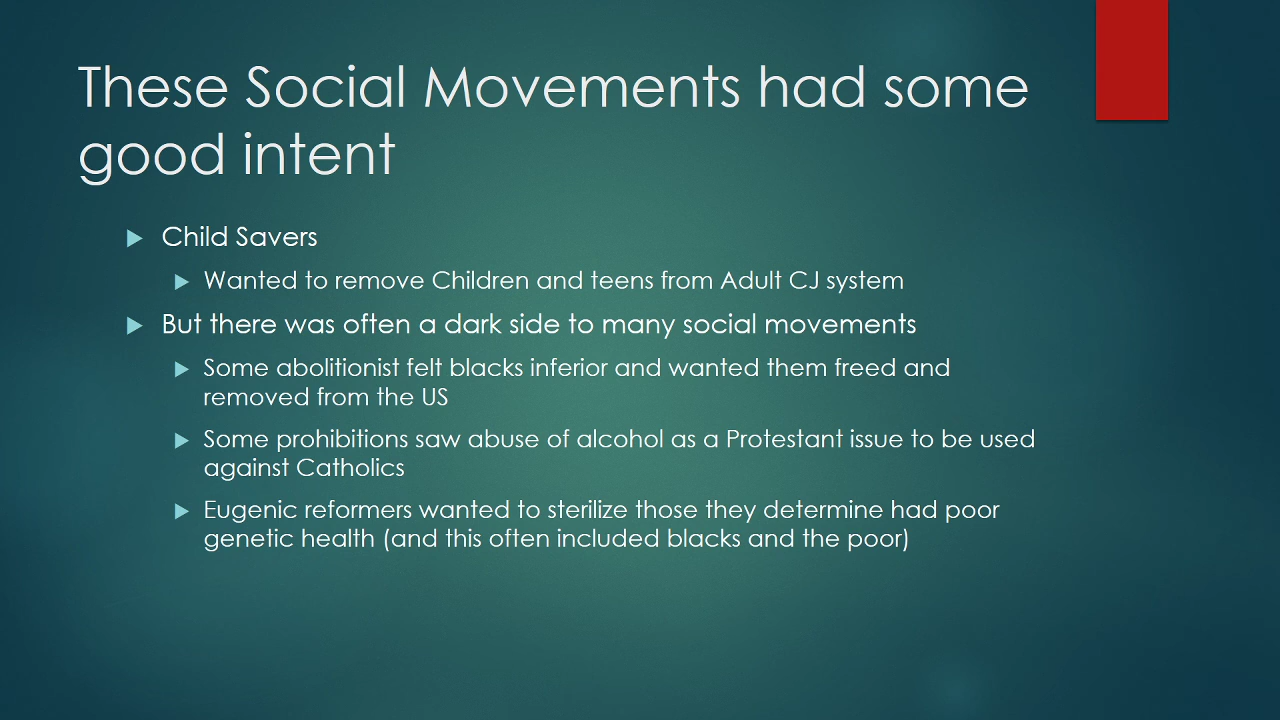 These Social Movements had some
good intent
Child Savers
Wanted to remove Children and teens from Adult CJ system
But there was often a dark side to many social movements
Some abolitionist felt blacks inferior and wanted them freed and
removed from the US
Some prohibitions saw abuse of alcohol as a Protestant issue to be used
against Catholics
Eugenic reformers wanted to sterilize those they determine had poor
genetic health (and this often included blacks and the poor)